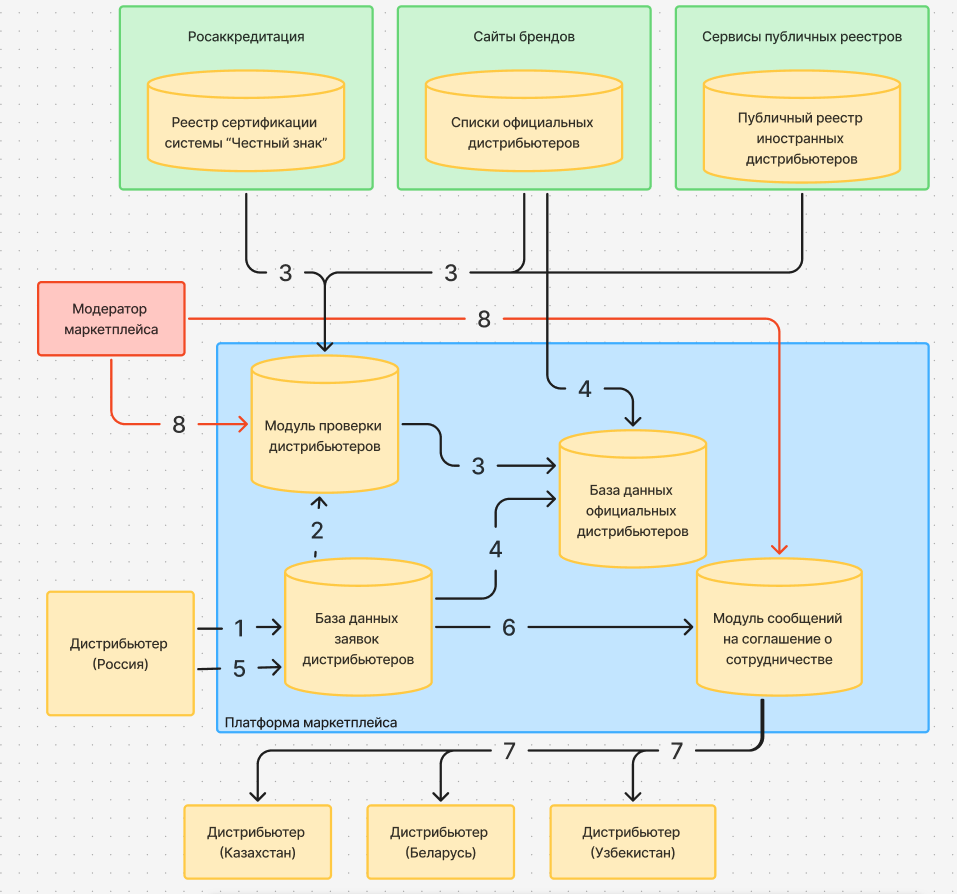 Росаккредитация
Реестр сертификации
системы “Честный знак”
Сайты брендов
Списки официальных
дистрибьютеров
Сервисы публичных реестров
Публичный реестр
иностранных
дистрибьютеров
3
3
Модератор
маркетплейса
8
8
4
Модуль проверки
дистрибьютеров
3
База данных
официальных
дистрибьютеров
2
4
Дистрибьютер
(Россия)
1
5
База данных
заявок
дистрибьютеров
6
Модуль сообщений
на соглашение о
сотрудничестве
Платформа маркетплейса
7
7
Дистрибьютер
(Казахстан)
Дистрибьютер
(Беларусь)
Дистрибьютер
(Узбекистан)